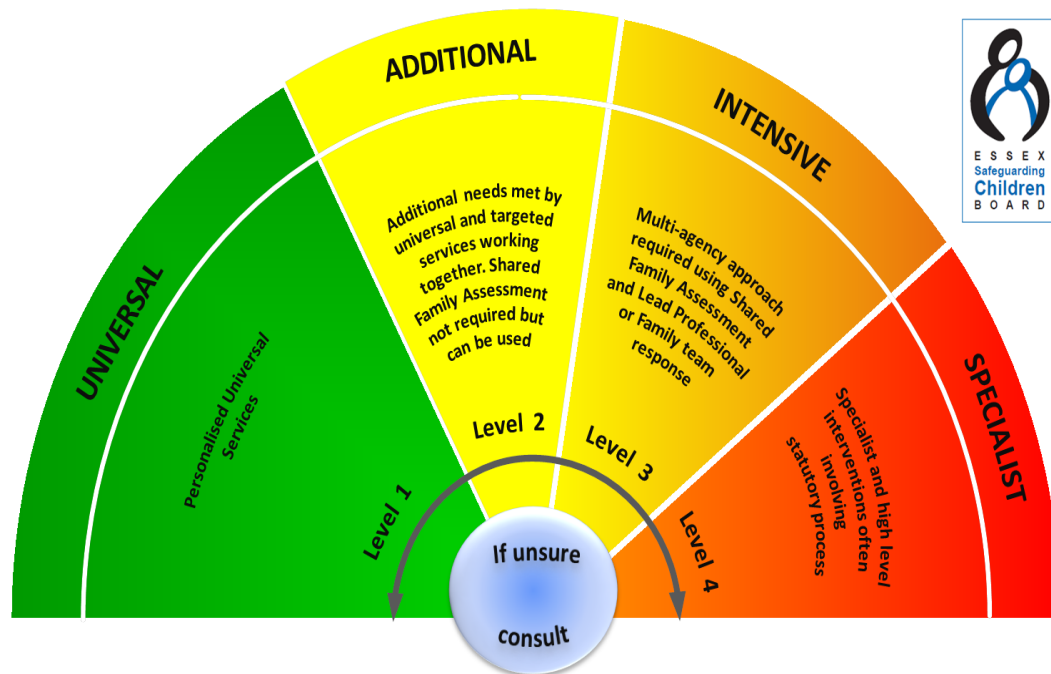 UNIVERSAL
Personalised Universal
Services
Level 1
ADDITIONAL
Additional needs met by
universal and targeted
services working
together. Shared
Family Assessment
not required but
can be used
Level 2
INTENSIVE
Multi-agency approach
required using Shared
Family Assessment
and Lead Professional
or Family team
response
Level 3
SPECIALIST
Specialist and high level
interventions often
involving
statutory process
Level 4
If unsure
consult
ESSEX
Safeguarding
Children
BOARD